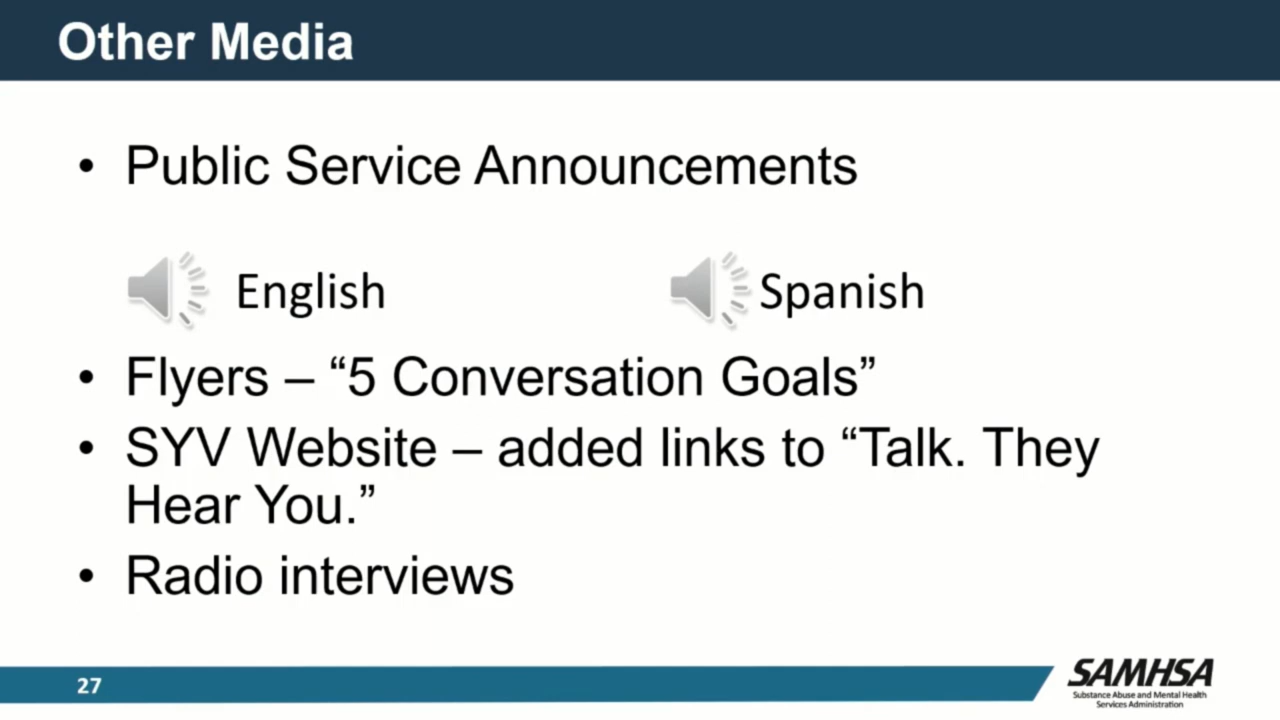 Other Media
• Public Service Announcements
English
Spanish
• Flyers – “5 Conversation Goals”
• SYV Website – added links to “Talk. They
Hear You.”
• Radio interviews
27
SAMHSA
Substance Abuse and Mental Health
Services Administration